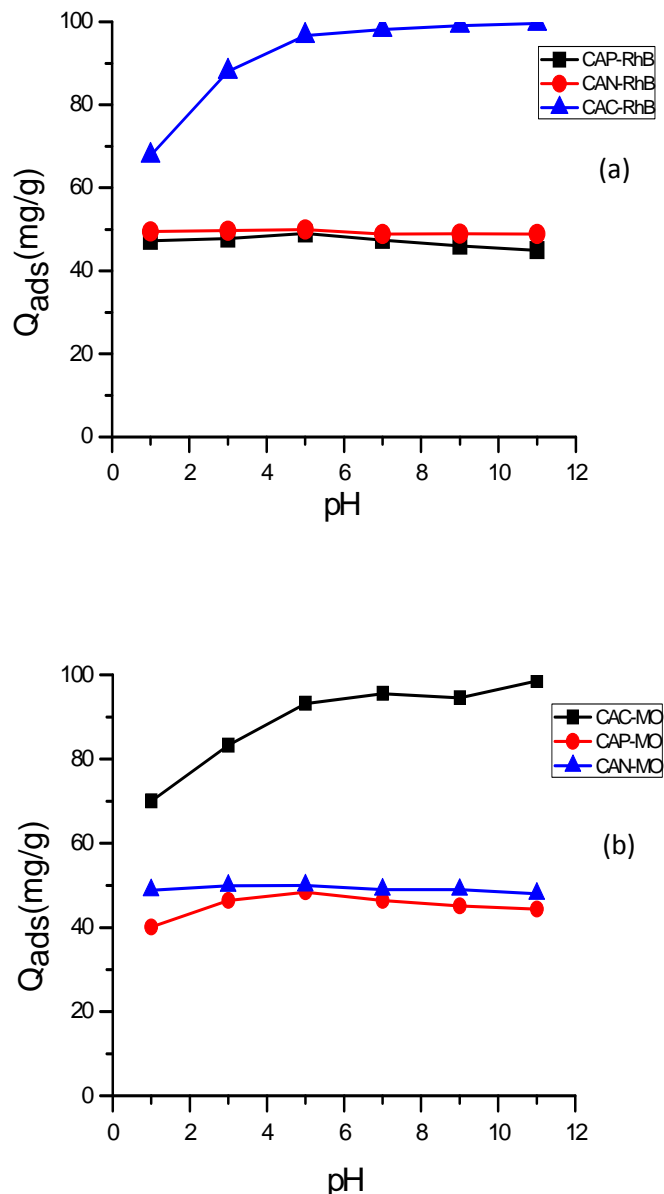 100
80
60
40
20
0
0 2 4 6 8 10 12
Qads(mg/g)
pH
CAP-RhB
CAN-RhB
CAC-RhB
(a)
100
80
60
40
20
0
0 2 4 6 8 10 12
Qads(mg/g)
pH
CAC-MO
CAP-MO
CAN-MO
(b)